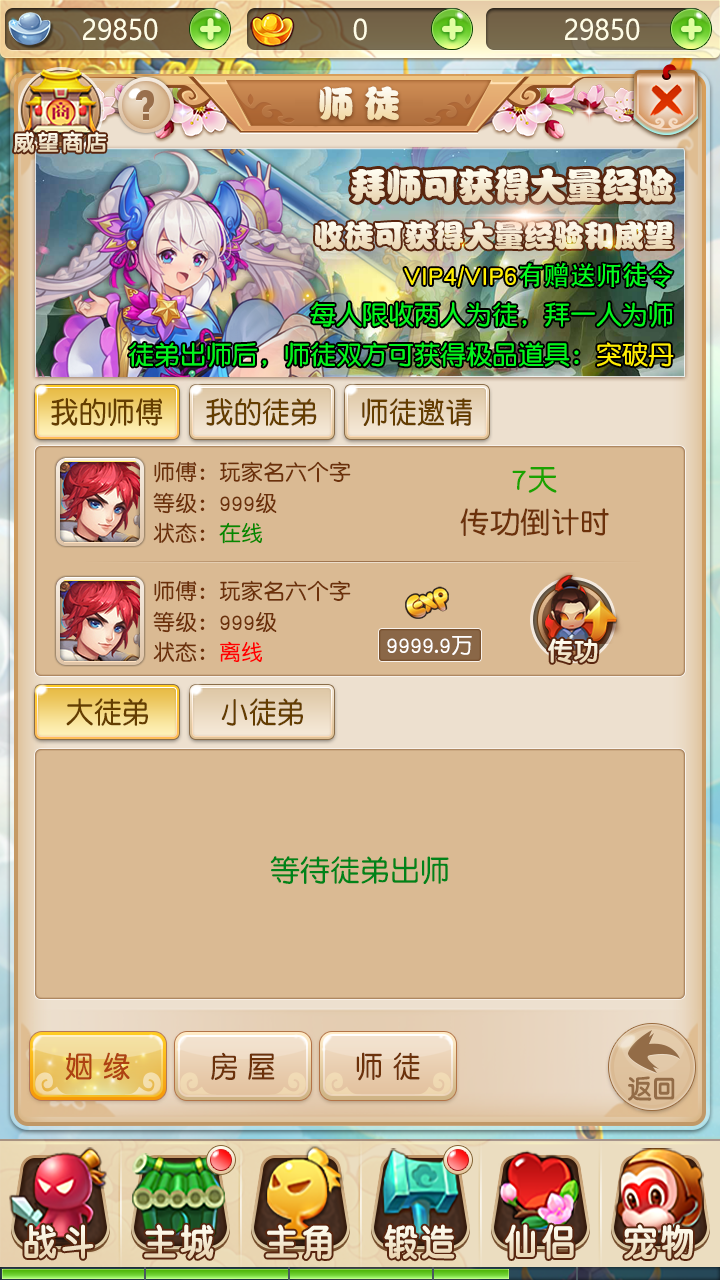 29850
0
29850
商
威望商店
?
师徒
拜师可获得大量经验
收徒可获得大量经验和威望
VIP4/VIP6有赠送师徒令
每人限收两人为徒，拜一人为师
徒弟出师后，师徒双方可获得极品道具：突破丹
我的师傅
我的徒弟
师徒邀请
师傅：玩家名六个字
等级：999级
状态：在线
7天
传功倒计时
师傅：玩家名六个字
等级：999级
状态：离线
EXP
9999.9万
传功
大徒弟
小徒弟
等待徒弟出师
姻缘
房屋
师徒
返回
战斗
主城
主角
锻造
仙侣
宠物